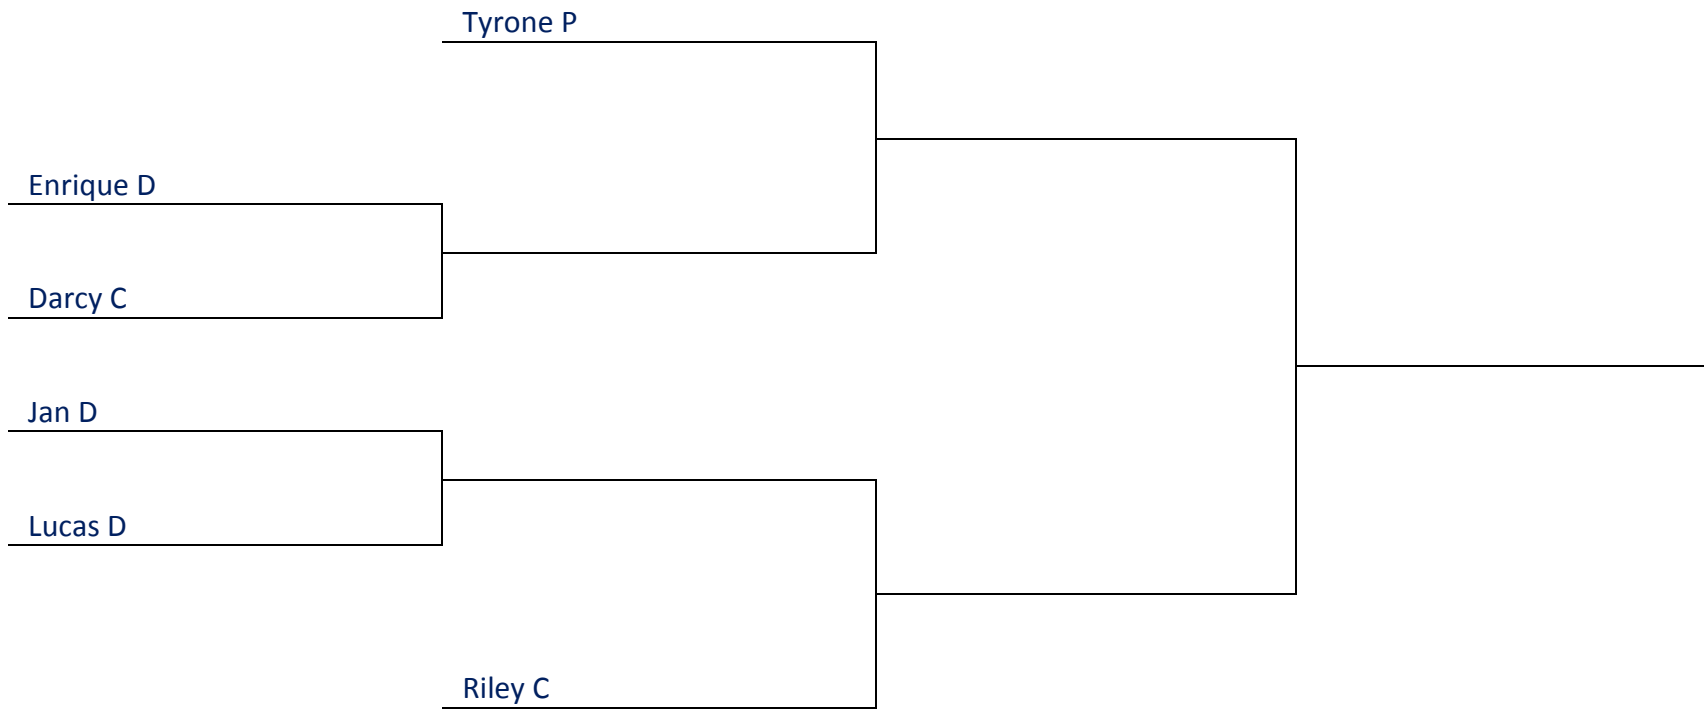 Tyrone P
Enrique D
Darcy C
Jan D
Lucas D
Riley C